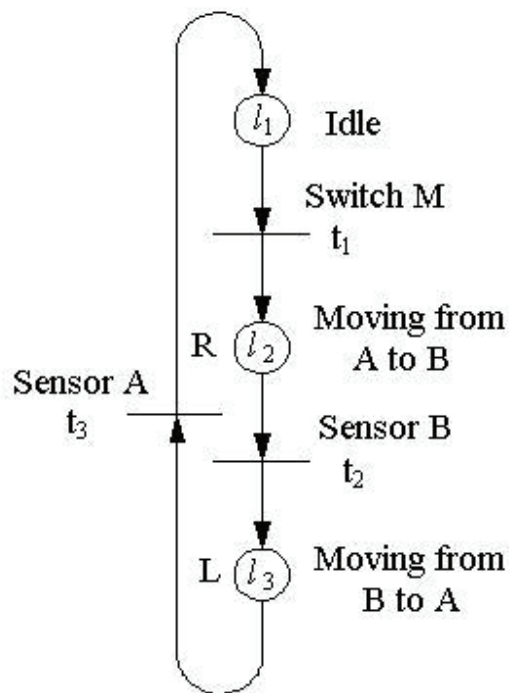 l₁ Idle
Switch M
t₁
R l₂ Moving from
A to B
Sensor A
t₃
Sensor B
t₂
L l₃ Moving from
B to A